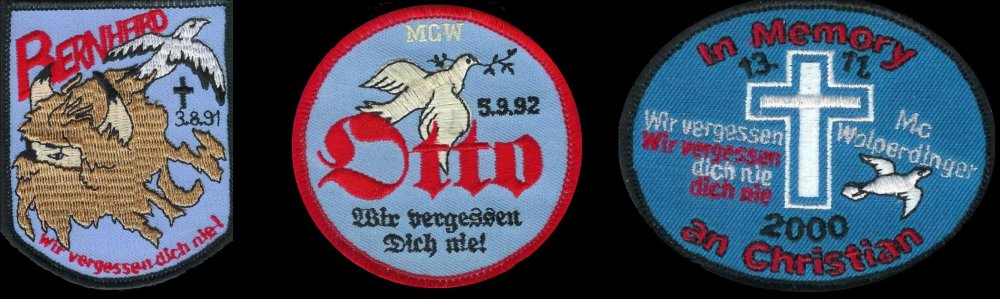 BERNHARD
3.8.91
Wir vergessen dich nie!
MGW
5.9.92
Otto
Wir vergessen
Dich nie!
In Memory
13. 11.
Wir vergessen
Wir vergessen
dich nie
dich nie
Mc
Wolperdinger
2000
an Christian